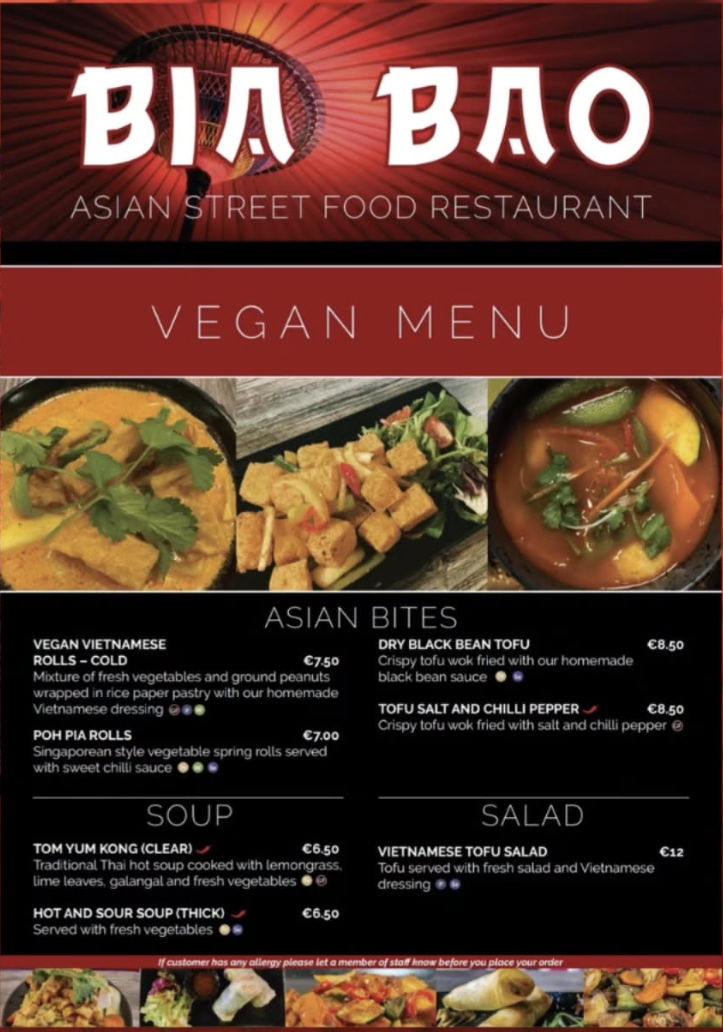 BIA BAO
ASIAN STREET FOOD RESTAURANT
VEGAN MENU
ASIAN BITES
VEGAN VIETNAMESE
ROLLS – COLD €7.50
Mixture of fresh vegetables and ground peanuts
wrapped in rice paper pastry with our homemade
Vietnamese dressing
POH PIA ROLLS €7.00
Singaporean style vegetable spring rolls served
with sweet chilli sauce
DRY BLACK BEAN TOFU €8.50
Crispy tofu wok fried with our homemade
black bean sauce
TOFU SALT AND CHILLI PEPPER €8.50
Crispy tofu wok fried with salt and chilli pepper
SOUP
TOM YUM KONG (CLEAR) €6.50
Traditional Thai hot soup cooked with lemongrass,
lime leaves, galangal and fresh vegetables
HOT AND SOUR SOUP (THICK) €6.50
Served with fresh vegetables
SALAD
VIETNAMESE TOFU SALAD €12
Tofu served with fresh salad and Vietnamese
dressing
If customer has any allergy please let a member of staff know before you place your order